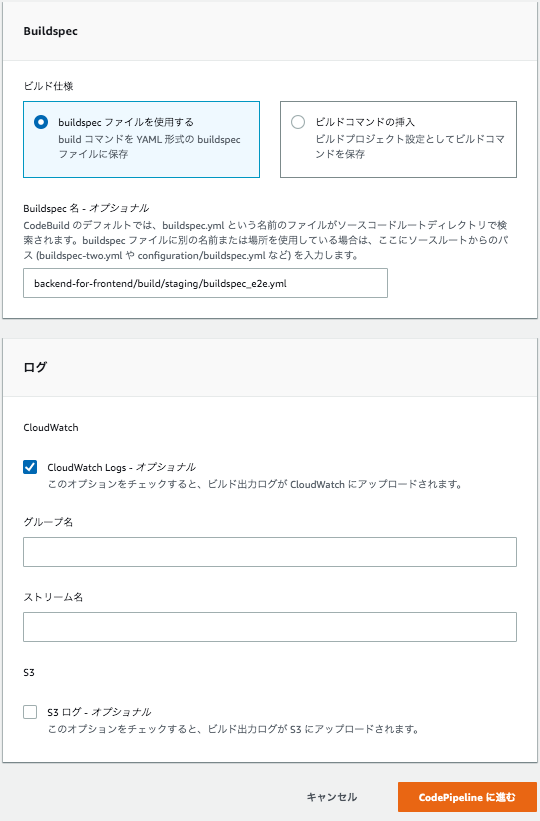 Buildspec
ビルド仕様
buildspec ファイルを使用する
build コマンドを YAML 形式の buildspec
ファイルに保存
ビルドコマンドの挿入
ビルドプロジェクト設定としてビルドコマ
ンドを保存
Buildspec 名 - オプショナル
CodeBuild のデフォルトでは、buildspec.yml という名前のファイルがソースコードルートディレクトリで検
索されます。buildspec ファイルに別の名前または場所を使用している場合は、ここにソースルートからのパ
ス (buildspec-two.yml や configuration/buildspec.yml など) を入力します。
backend-for-frontend/build/staging/buildspec_e2e.yml
ログ
CloudWatch
CloudWatch Logs - オプショナル
このオプションをチェックすると、ビルド出力ログが CloudWatch にアップロードされます。
グループ名
ストリーム名
S3
S3 ログ - オプショナル
このオプションをチェックすると、ビルド出力ログが S3 にアップロードされます。
キャンセル
CodePipeline に進む